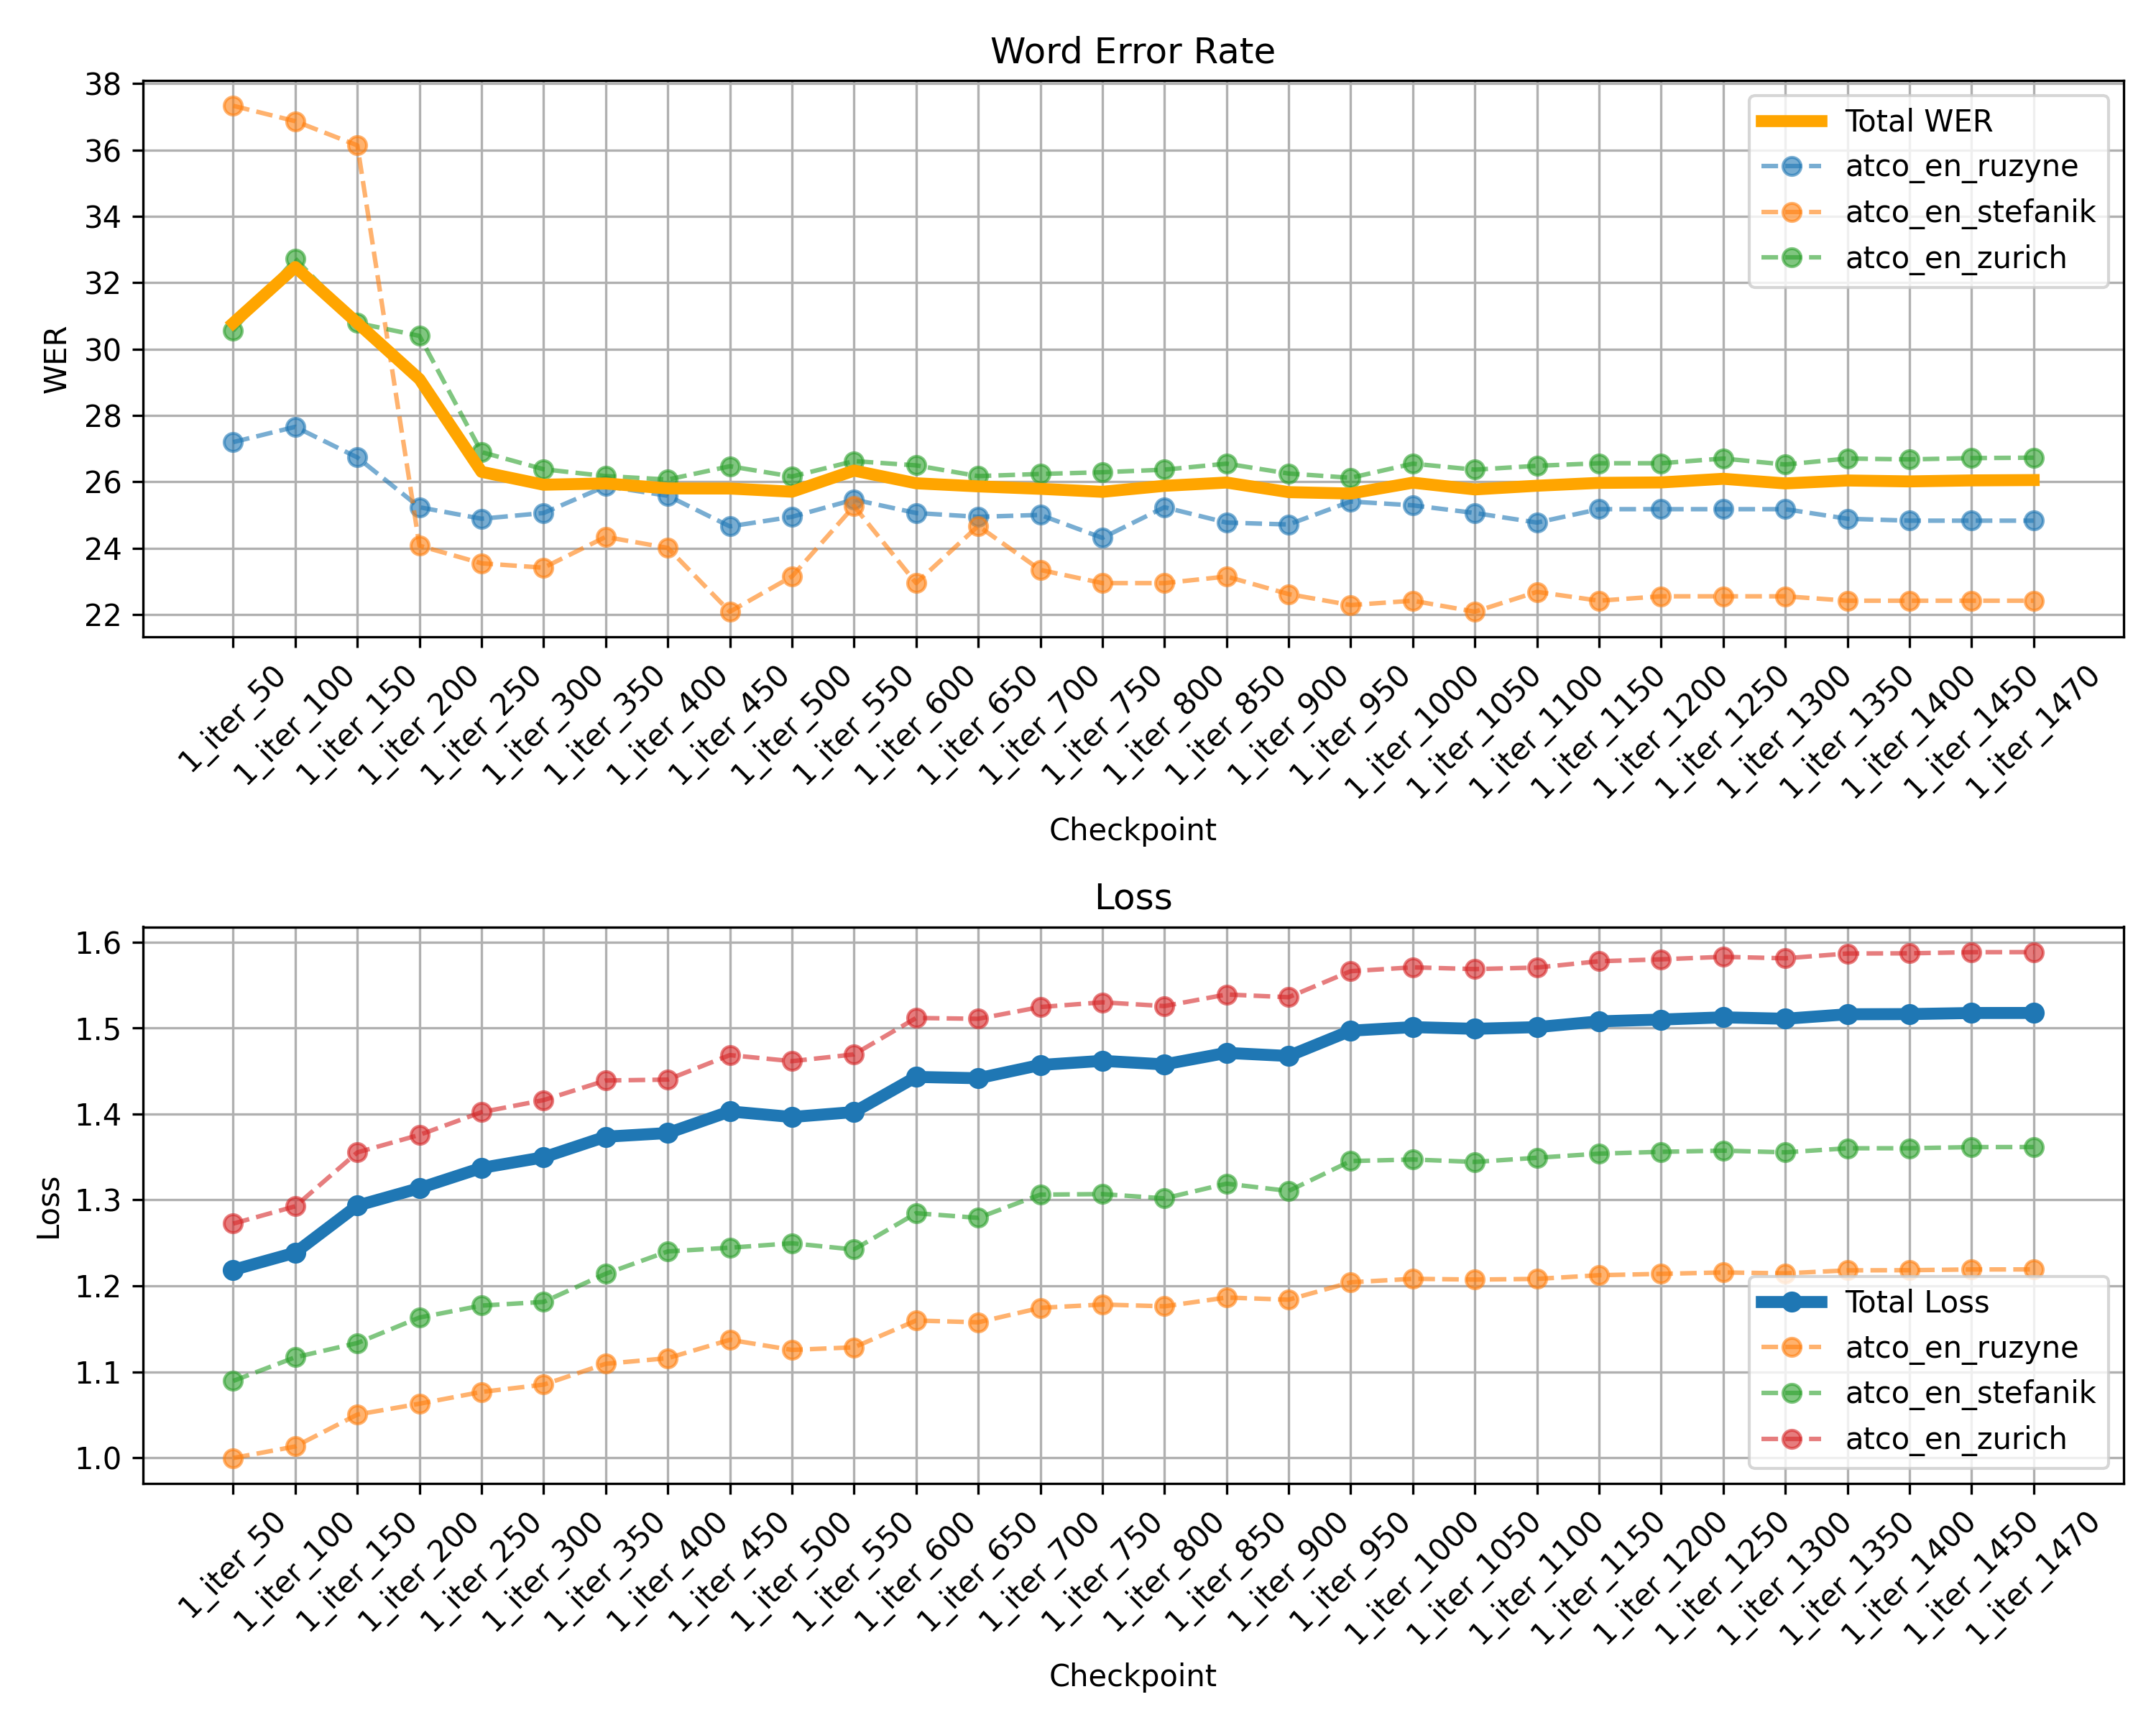 Word Error Rate
38
36
34
32
30
28
26
24
22
WER
Total WER
atco_en_ruzyne
atco_en_stefanik
atco_en_zurich
1_iter_50
1_iter_100
1_iter_150
1_iter_200
1_iter_250
1_iter_300
1_iter_350
1_iter_400
1_iter_450
1_iter_500
1_iter_550
1_iter_600
1_iter_650
1_iter_700
1_iter_750
1_iter_800
1_iter_850
1_iter_900
1_iter_950
1_iter_1000
1_iter_1050
1_iter_1100
1_iter_1150
1_iter_1200
1_iter_1250
1_iter_1300
1_iter_1350
1_iter_1400
1_iter_1450
1_iter_1470
Checkpoint
Loss
1.6
1.5
1.4
1.3
1.2
1.1
1.0
Loss
Total Loss
atco_en_ruzyne
atco_en_stefanik
atco_en_zurich
1_iter_50
1_iter_100
1_iter_150
1_iter_200
1_iter_250
1_iter_300
1_iter_350
1_iter_400
1_iter_450
1_iter_500
1_iter_550
1_iter_600
1_iter_650
1_iter_700
1_iter_750
1_iter_800
1_iter_850
1_iter_900
1_iter_950
1_iter_1000
1_iter_1050
1_iter_1100
1_iter_1150
1_iter_1200
1_iter_1250
1_iter_1300
1_iter_1350
1_iter_1400
1_iter_1450
1_iter_1470
Checkpoint